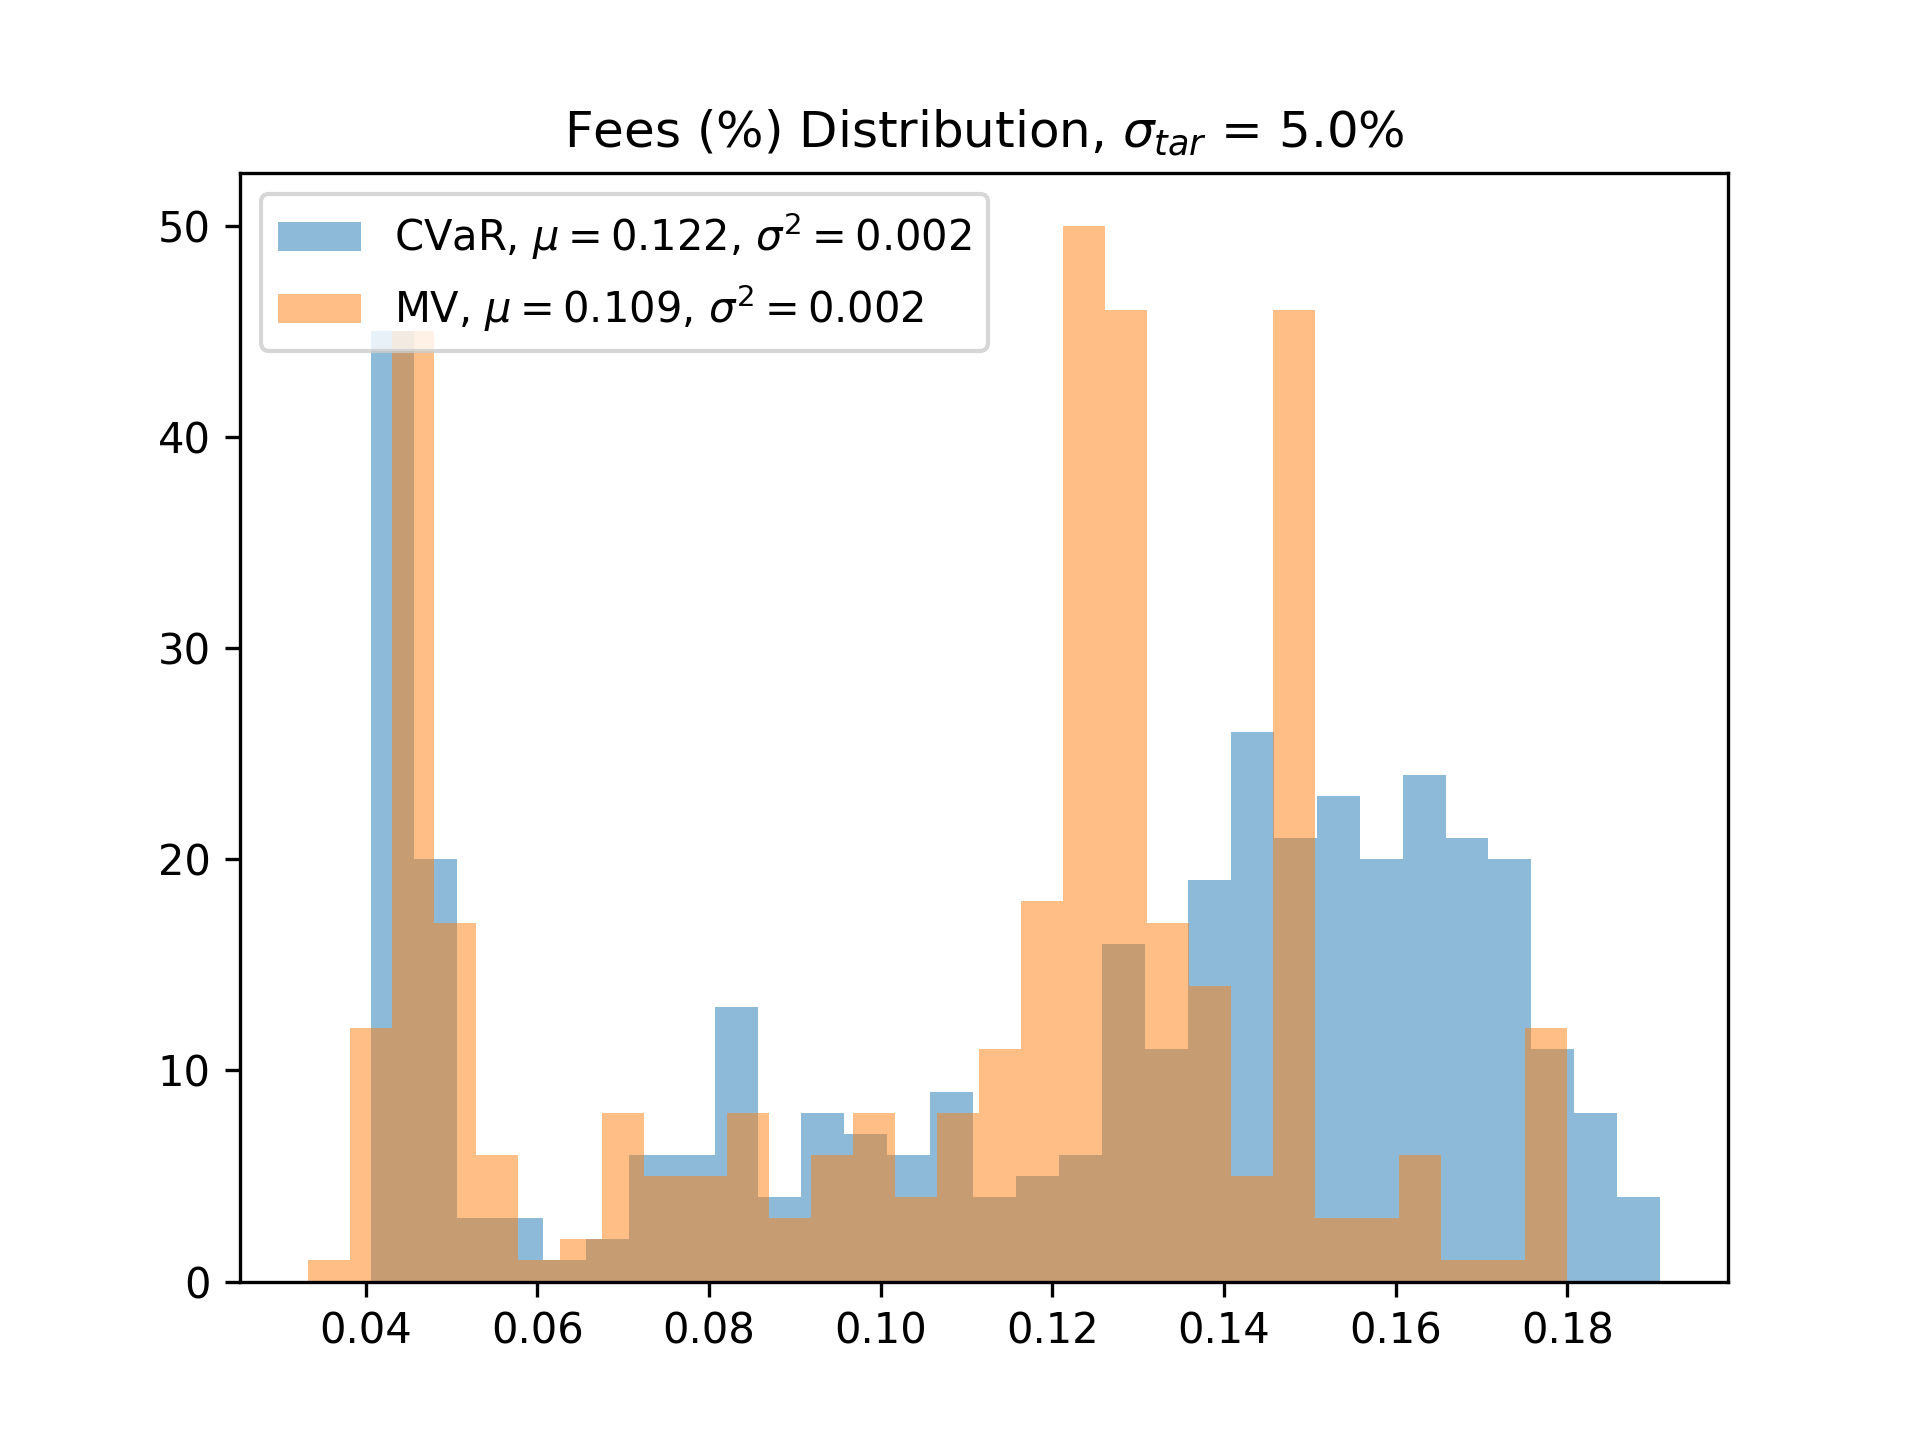 Fees (%) Distribution, σ_tar = 5.0%
CVaR, μ = 0.122, σ² = 0.002
MV, μ = 0.109, σ² = 0.002
50
40
30
20
10
0
0.04 0.06 0.08 0.10 0.12 0.14 0.16 0.18